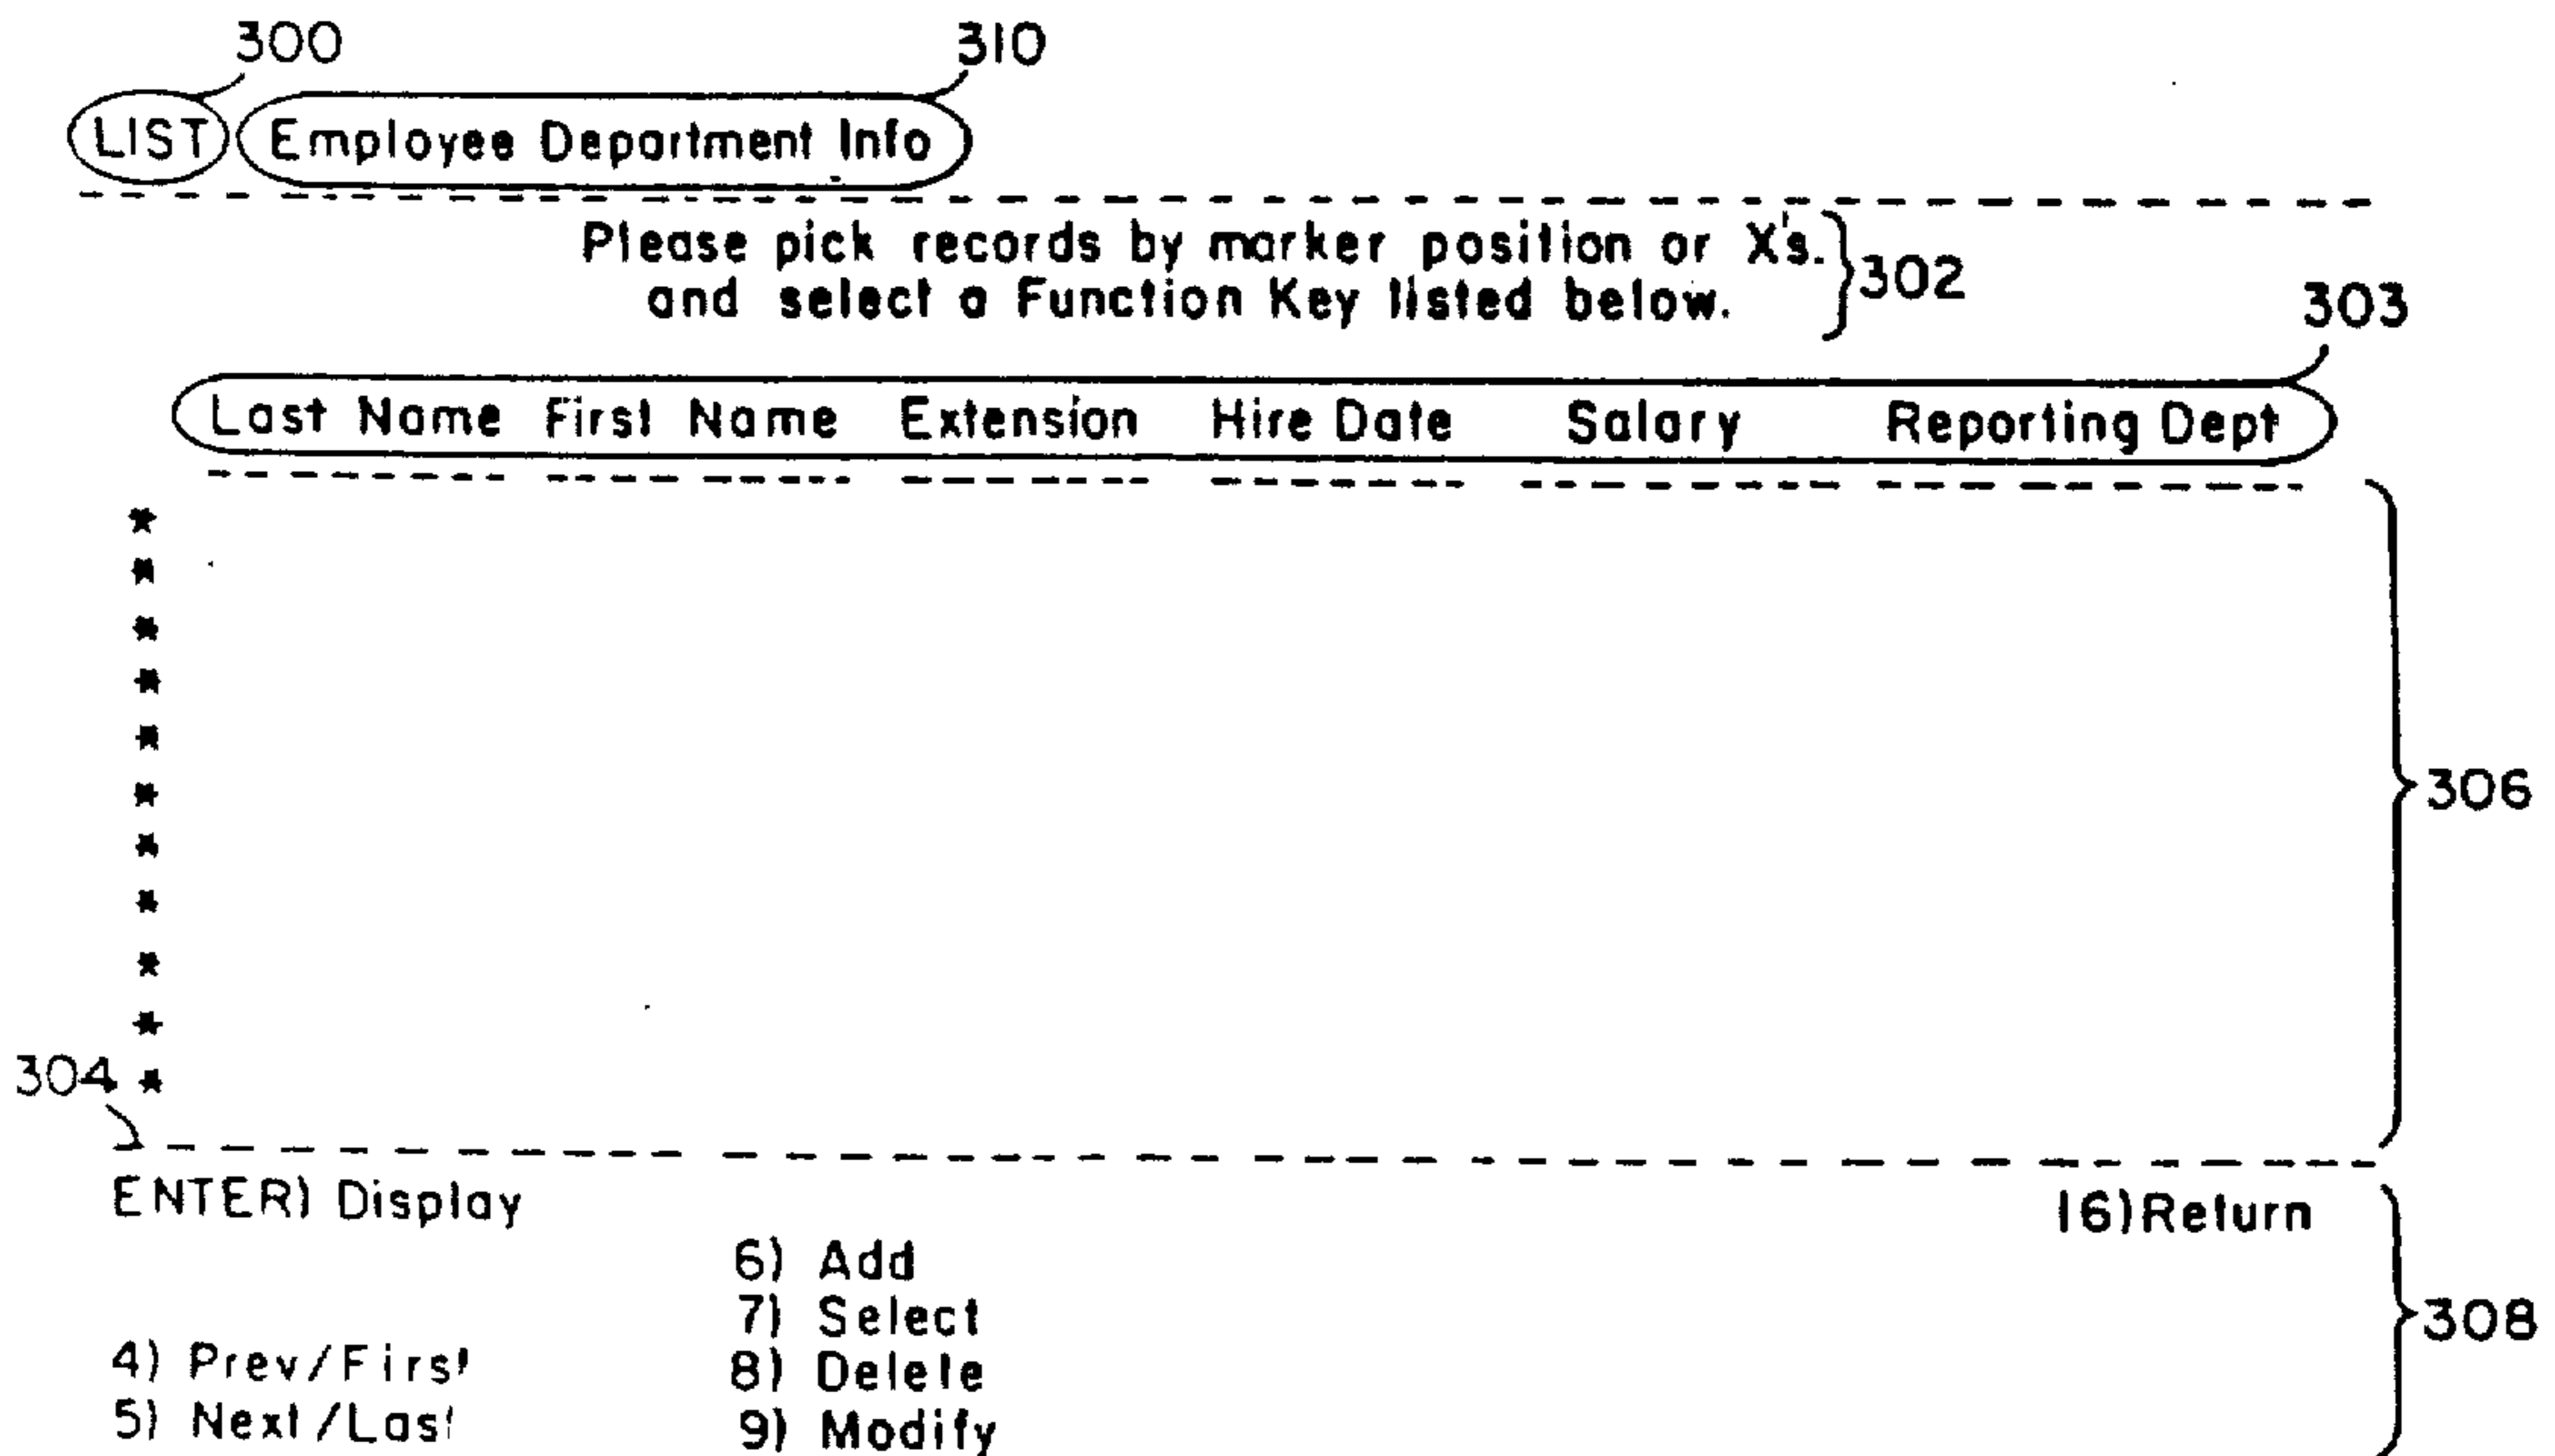 300 310
LIST Employee Department Info
Please pick records by marker position or X's.
and select a Function Key listed below.
302
303
Last Name First Name Extension Hire Date Salary Reporting Dept
*
*
*
*
*
*
306
*
*
*
*
304 *
ENTER) Display 16) Return
6) Add
7) Select
308
4) Prev/First 8) Delete
5) Next/Last 9) Modify